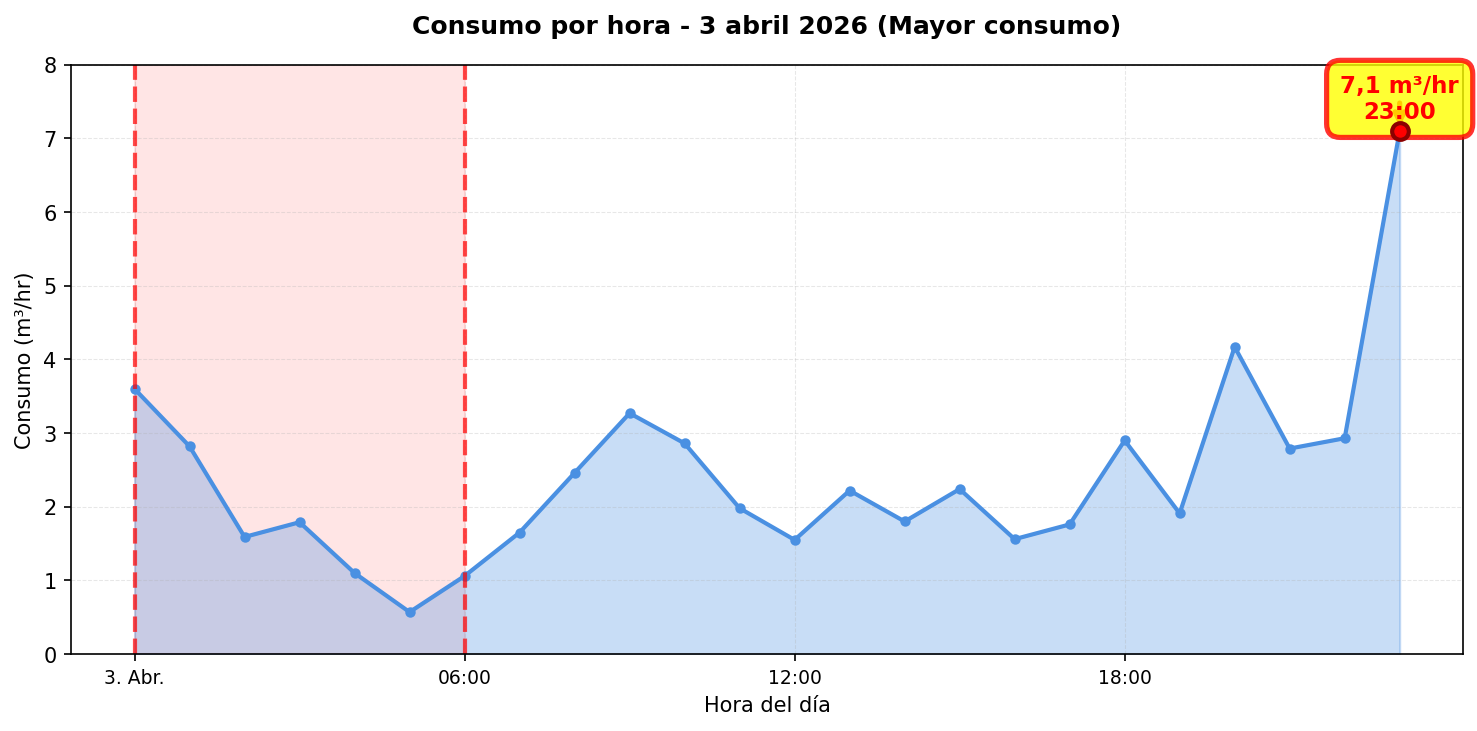 Consumo por hora - 3 abril 2026 (Mayor consumo)
7,1 m³/hr
23:00
Consumo (m³/hr)
8
7
6
5
4
3
2
1
0
3. Abr.
06:00
12:00
18:00
Hora del día